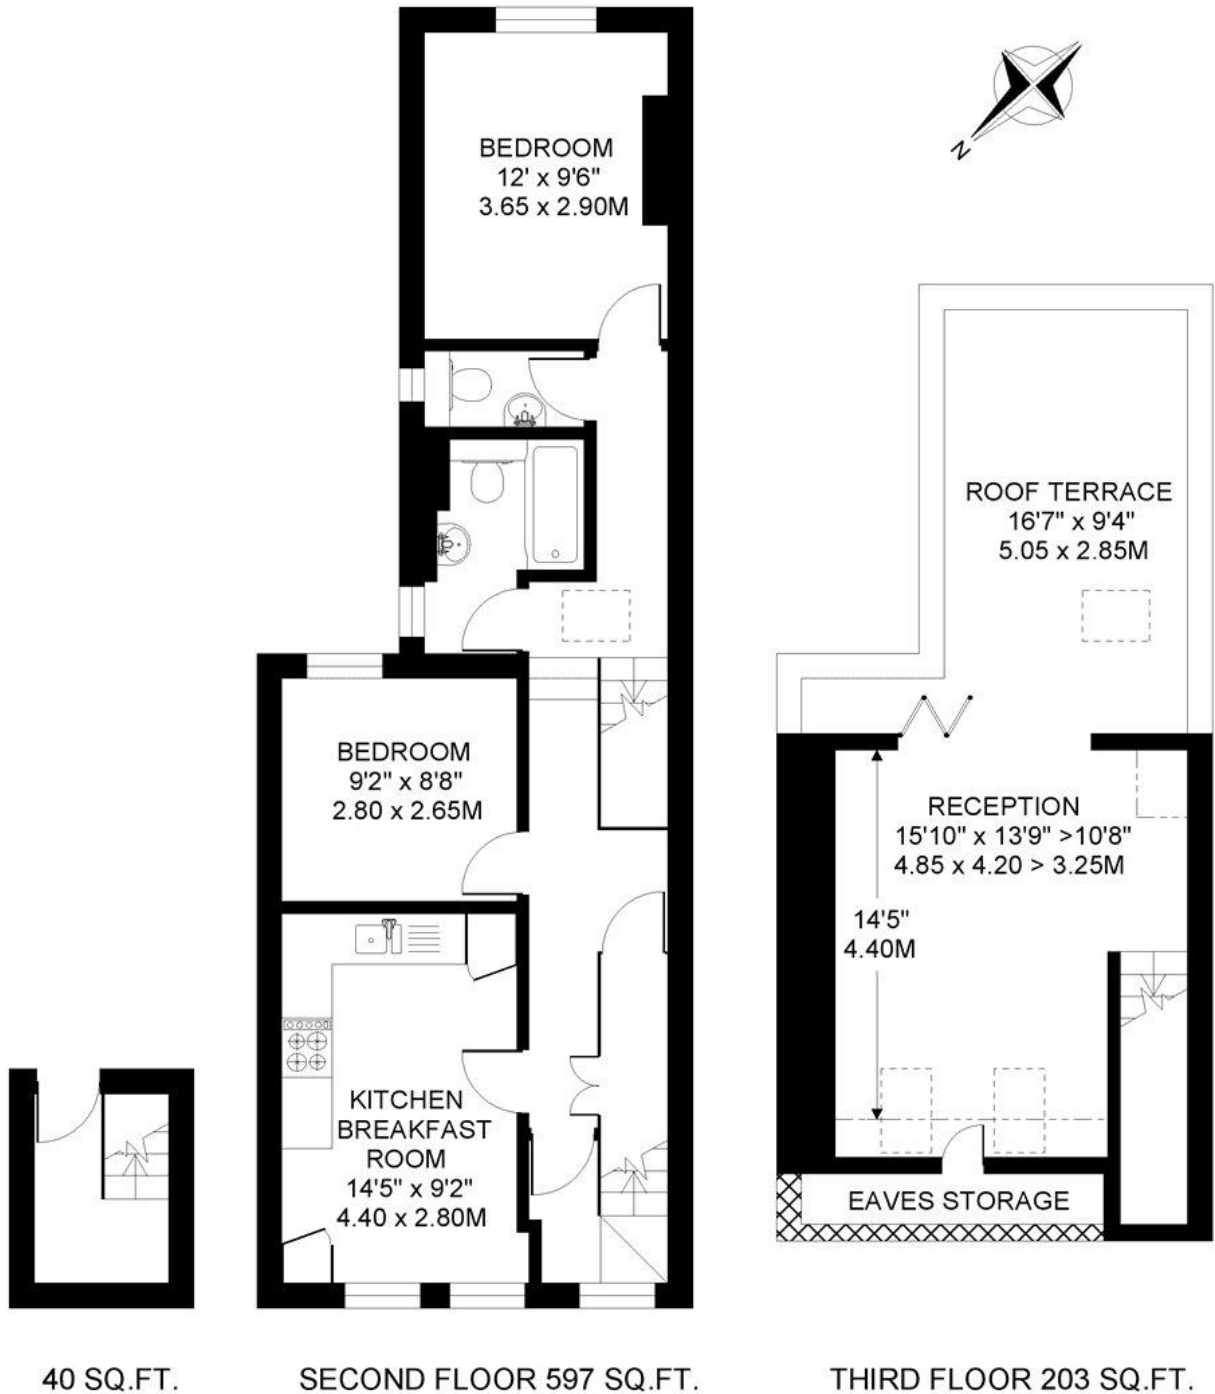 BEDROOM
12' x 9'6"
3.65 x 2.90M
N
ROOF TERRACE
16'7" x 9'4"
5.05 x 2.85M
BEDROOM
9'2" x 8'8"
2.80 x 2.65M
RECEPTION
15'10" x 13'9" >10'8"
4.85 x 4.20 > 3.25M
14'5"
4.40M
KITCHEN
BREAKFAST
ROOM
14'5" x 9'2"
4.40 x 2.80M
EAVES STORAGE
40 SQ.FT.
SECOND FLOOR 597 SQ.FT.
THIRD FLOOR 203 SQ.FT.